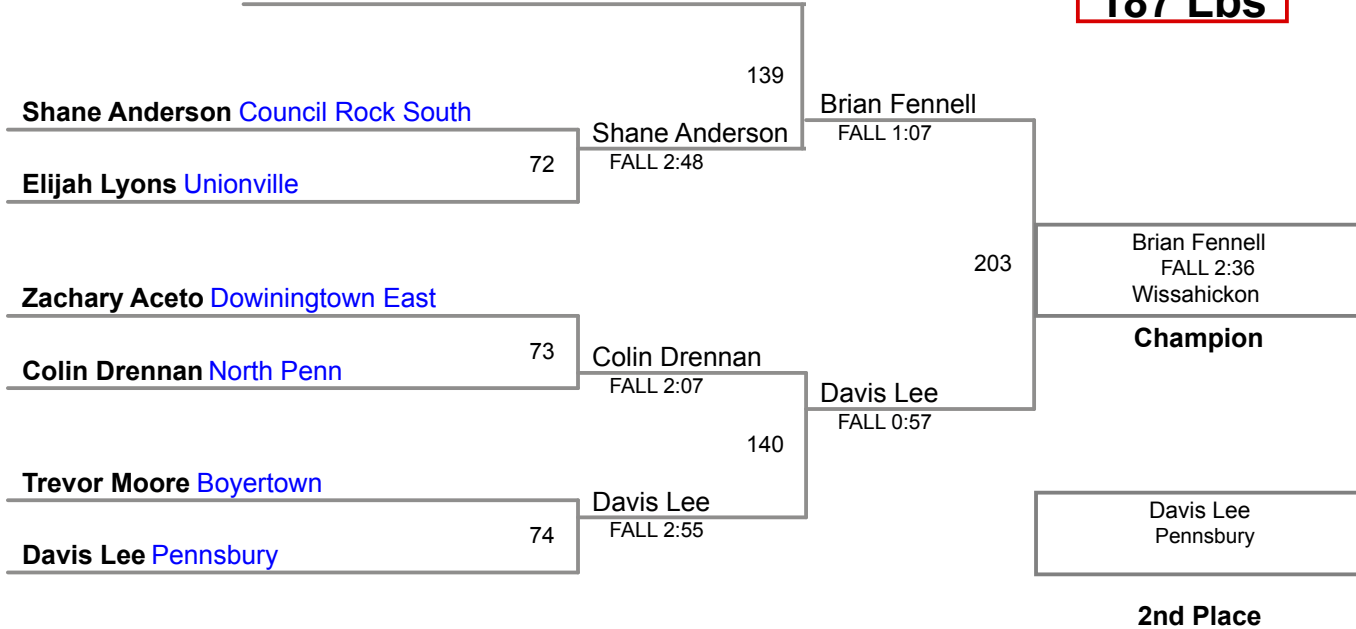 187 Lbs
139
Shane Anderson Council Rock South
Brian Fennell
Shane Anderson
FALL 1:07
72
FALL 2:48
Elijah Lyons Unionville
Brian Fennell
203
FALL 2:36
Zachary Aceto Dowiningtown East
Wissahickon
Champion
73
Colin Drennan
Colin Drennan North Penn
FALL 2:07
Davis Lee
FALL 0:57
140
Trevor Moore Boyertown
Davis Lee
Davis Lee
74
FALL 2:55
Pennsbury
Davis Lee Pennsbury
2nd Place